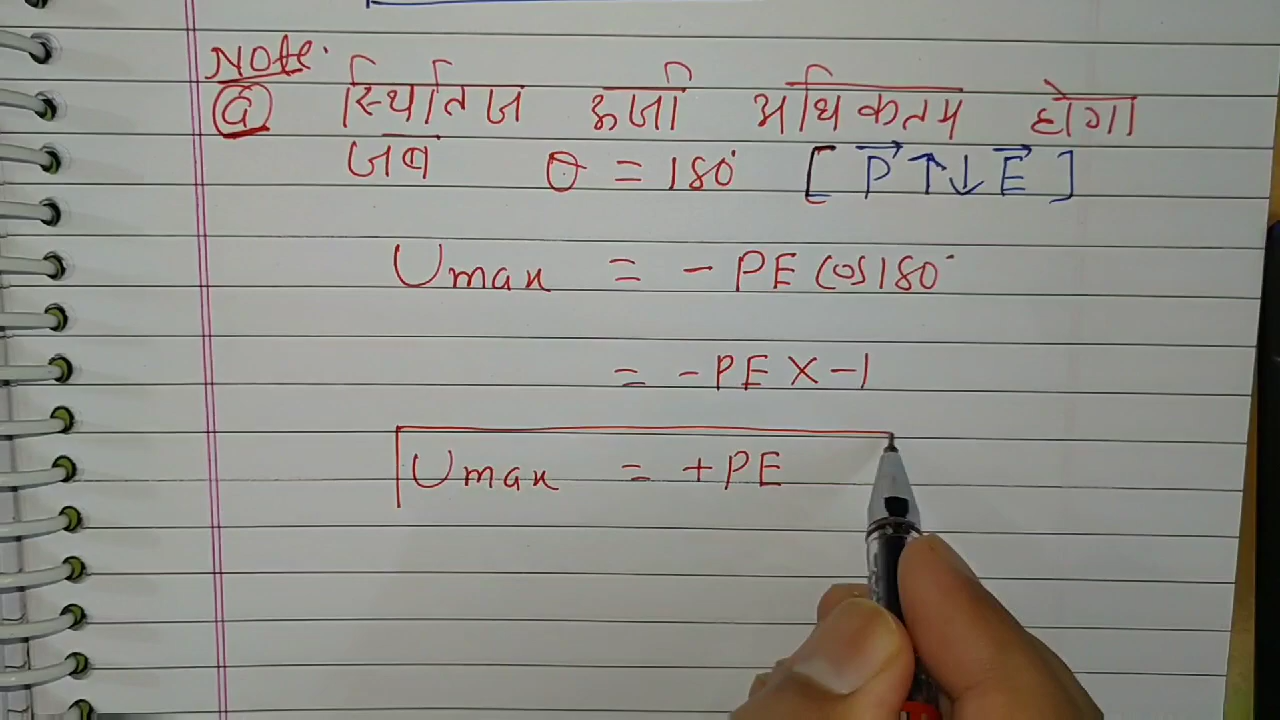 Note.
(a) स्थितिज ऊर्जा अधिकतम होगा
जब θ = 180° [ P⃗ ↑↓ E⃗ ]
Umax = - PE Cos180°
= - PE X -1
Umax = + PE